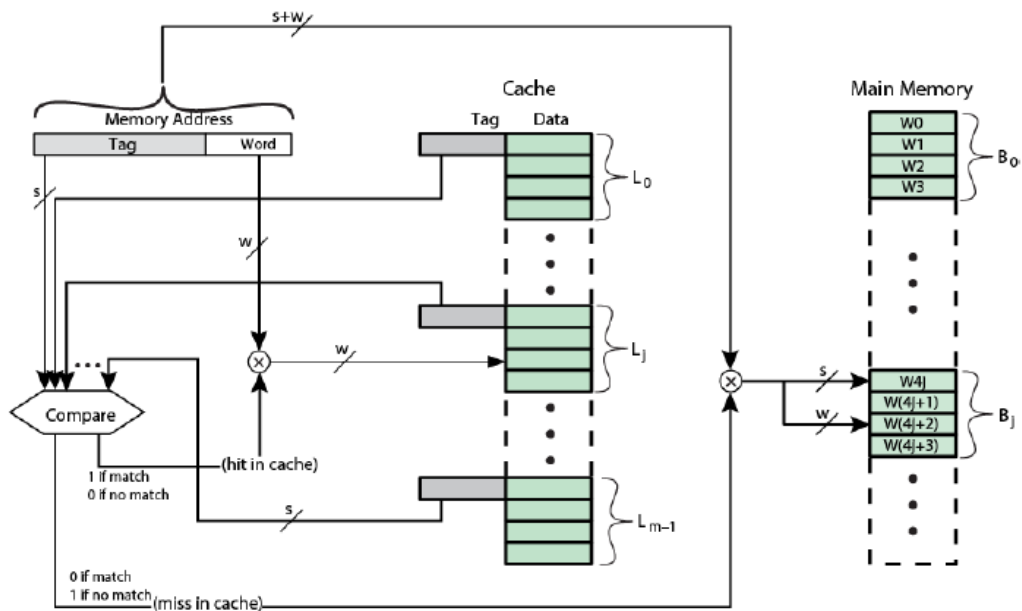 s+w
Cache
Main Memory
Memory Address
Tag Data
Tag Word
W0
W1
W2
W3
B0
L0
s
w
w
Lj
Compare
(hit in cache)
1 if match
0 if no match
s
w
W4j
W(4j+1)
W(4j+2)
W(4j+3)
Bj
s
Lm–1
0 if match
1 if no match
(miss in cache)